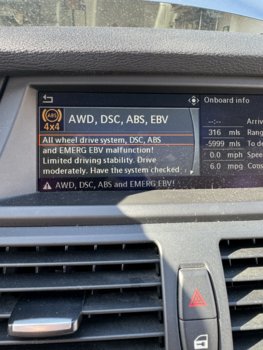 Onboard info
ABS
4x4
AWD, DSC, ABS, EBV
All wheel drive system, DSC, ABS
and EMERG EBV malfunction!
Limited driving stability. Drive
moderately. Have the system checked
AWD, DSC, ABS and EMERG EBV!
--:-- Arriv
316 mls Rang
-5999 mls To de
0.0 mph Spee
6.0 mpg Cons